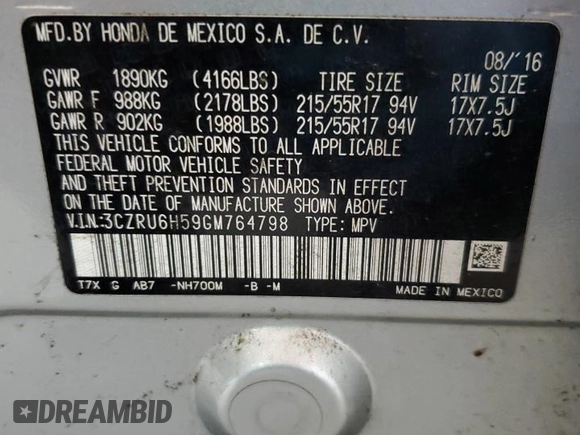 MFD.BY HONDA DE MEXICO S.A. DE C.V.
08/'16
GVWR 1890KG (4166LBS) TIRE SIZE RIM SIZE
GAWR F 988KG (2178LBS) 215/55R17 94V 17X7.5J
GAWR R 902KG (1988LBS) 215/55R17 94V 17X7.5J
THIS VEHICLE CONFORMS TO ALL APPLICABLE
FEDERAL MOTOR VEHICLE SAFETY
AND THEFT PREVENTION STANDARDS IN EFFECT
ON THE DATE OF MANUFACTURE SHOWN ABOVE.
V.I.N:3CZRU6H59GM764798 TYPE: MPV
T7X G AB7 -NH700M -B -M
MADE IN MEXICO
DREAMBID